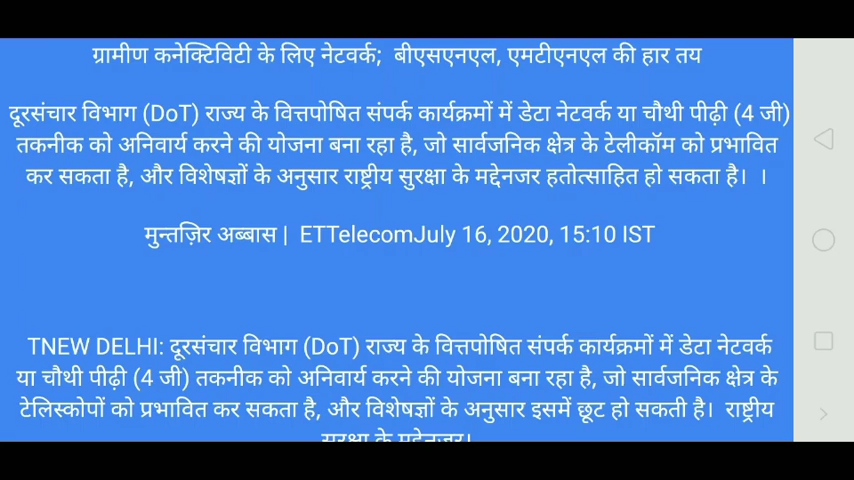 ग्रामीण कनेक्टिविटी के लिए नेटवर्क;  बीएसएनएल, एमटीएनएल की हार तय
दूरसंचार विभाग (DoT) राज्य के वित्तपोषित संपर्क कार्यक्रमों में डेटा नेटवर्क या चौथी पीढ़ी (4 जी)
तकनीक को अनिवार्य करने की योजना बना रहा है, जो सार्वजनिक क्षेत्र के टेलीकॉम को प्रभावित
कर सकता है, और विशेषज्ञों के अनुसार राष्ट्रीय सुरक्षा के मद्देनजर हतोत्साहित हो सकता है।  ।
मुन्तज़िर अब्बास |  ETTelecomJuly 16, 2020, 15:10 IST
TNEW DELHI: दूरसंचार विभाग (DoT) राज्य के वित्तपोषित संपर्क कार्यक्रमों में डेटा नेटवर्क
या चौथी पीढ़ी (4 जी) तकनीक को अनिवार्य करने की योजना बना रहा है, जो सार्वजनिक क्षेत्र के
टेलिस्कोपों को प्रभावित कर सकता है, और विशेषज्ञों के अनुसार इसमें छूट हो सकती है।  राष्ट्रीय
सुरक्षा के मद्देनजर।